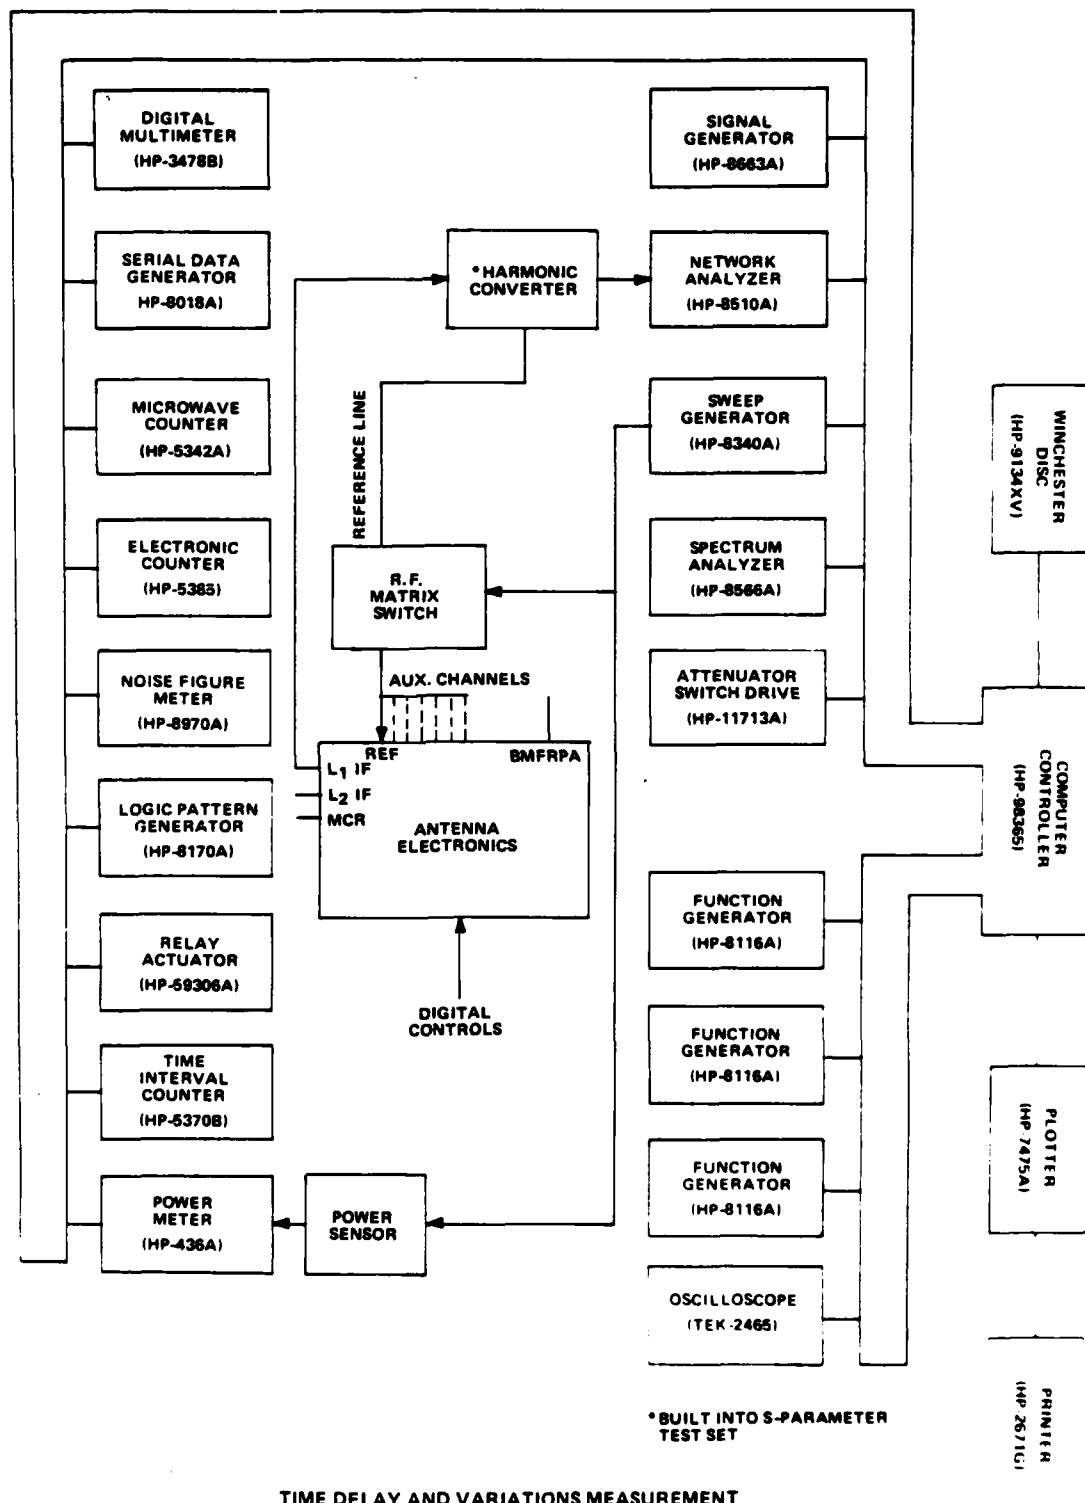 DIGITAL
MULTIMETER
(HP-3478B)
SERIAL DATA
GENERATOR
HP-8018A)
MICROWAVE
COUNTER
(HP-5342A)
ELECTRONIC
COUNTER
(HP-5385)
NOISE FIGURE
METER
(HP-8970A)
LOGIC PATTERN
GENERATOR
(HP-8170A)
RELAY
ACTUATOR
(HP-59306A)
TIME
INTERVAL
COUNTER
(HP-5370B)
POWER
METER
(HP-436A)
POWER
SENSOR
*HARMONIC
CONVERTER
REFERENCE LINE
R.F.
MATRIX
SWITCH
AUX. CHANNELS
REF
BMFRPA
L1 IF
L2 IF
MCR
ANTENNA
ELECTRONICS
DIGITAL
CONTROLS
SIGNAL
GENERATOR
(HP-8663A)
NETWORK
ANALYZER
(HP-8510A)
SWEEP
GENERATOR
(HP-8340A)
SPECTRUM
ANALYZER
(HP-8566A)
ATTENUATOR
SWITCH DRIVE
(HP-11713A)
FUNCTION
GENERATOR
(HP-8116A)
FUNCTION
GENERATOR
(HP-8116A)
FUNCTION
GENERATOR
(HP-8116A)
OSCILLOSCOPE
(TEK-2465)
WINCHESTER
DISC
(HP-9134XV)
COMPUTER
CONTROLLER
(HP-98365)
PLOTTER
(HP-7475A)
PRINTER
(HP-2671G)
*BUILT INTO S-PARAMETER
TEST SET
TIME DELAY AND VARIATIONS MEASUREMENT